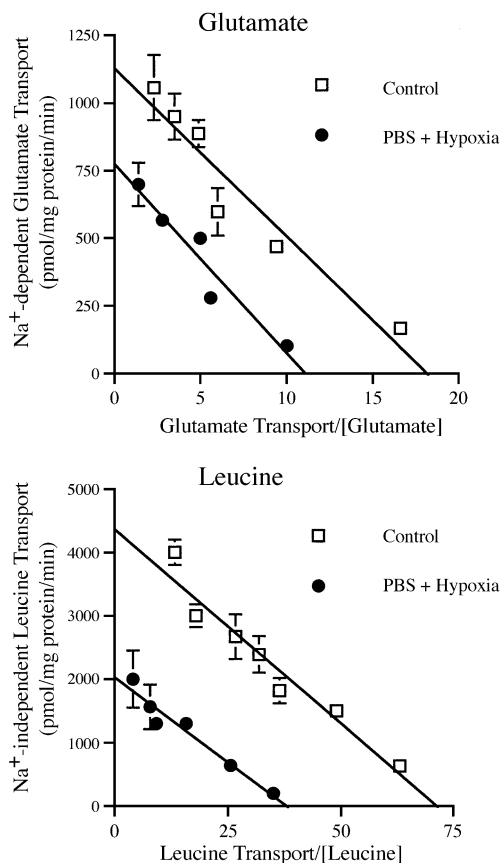 Glutamate
1250
1000
750
500
250
0
Na+-dependent Glutamate Transport
(pmol/mg protein/min)
Control
PBS + Hypoxia
0 5 10 15 20
Glutamate Transport/[Glutamate]
Leucine
5000
4000
3000
2000
1000
0
Na+-independent Leucine Transport
(pmol/mg protein/min)
Control
PBS + Hypoxia
0 25 50 75
Leucine Transport/[Leucine]